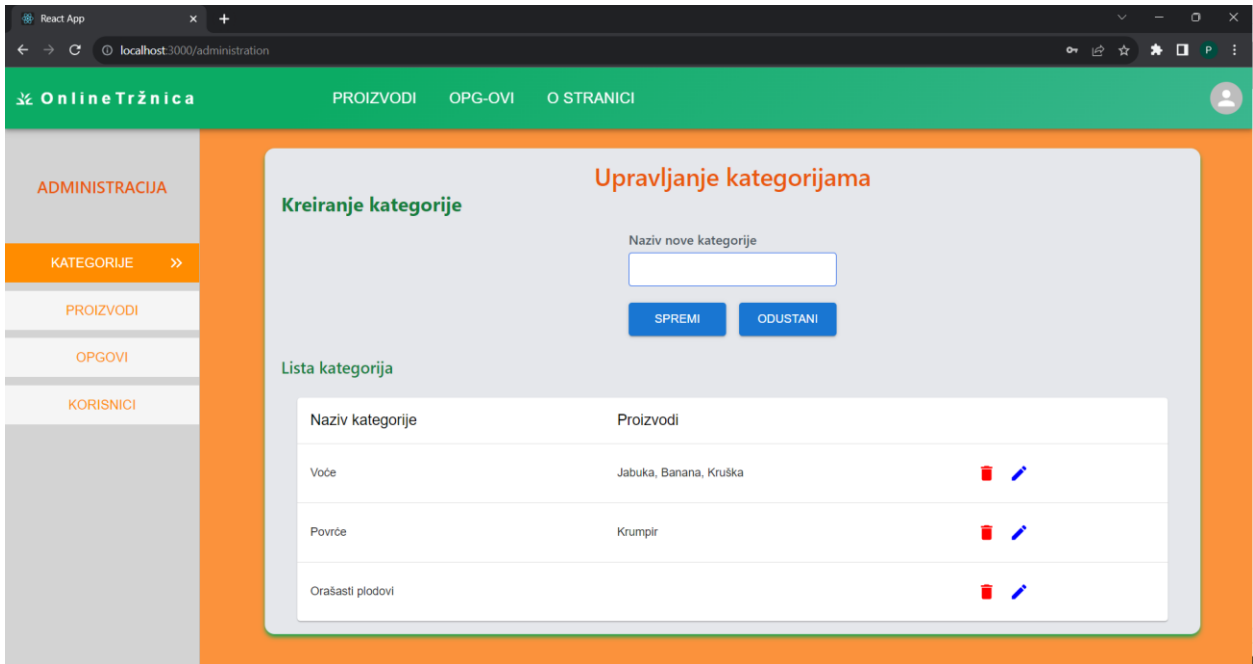 React App
localhost:3000/administration
P
OnlineTržnica PROIZVODI OPG-OVI O STRANICI
ADMINISTRACIJA
KATEGORIJE
PROIZVODI
OPGOVI
KORISNICI
Upravljanje kategorijama
Kreiranje kategorije
Naziv nove kategorije
SPREMI ODUSTANI
Lista kategorija
Naziv kategorije Proizvodi
Voće Jabuka, Banana, Kruška
Povrće Krumpir
Orašasti plodovi